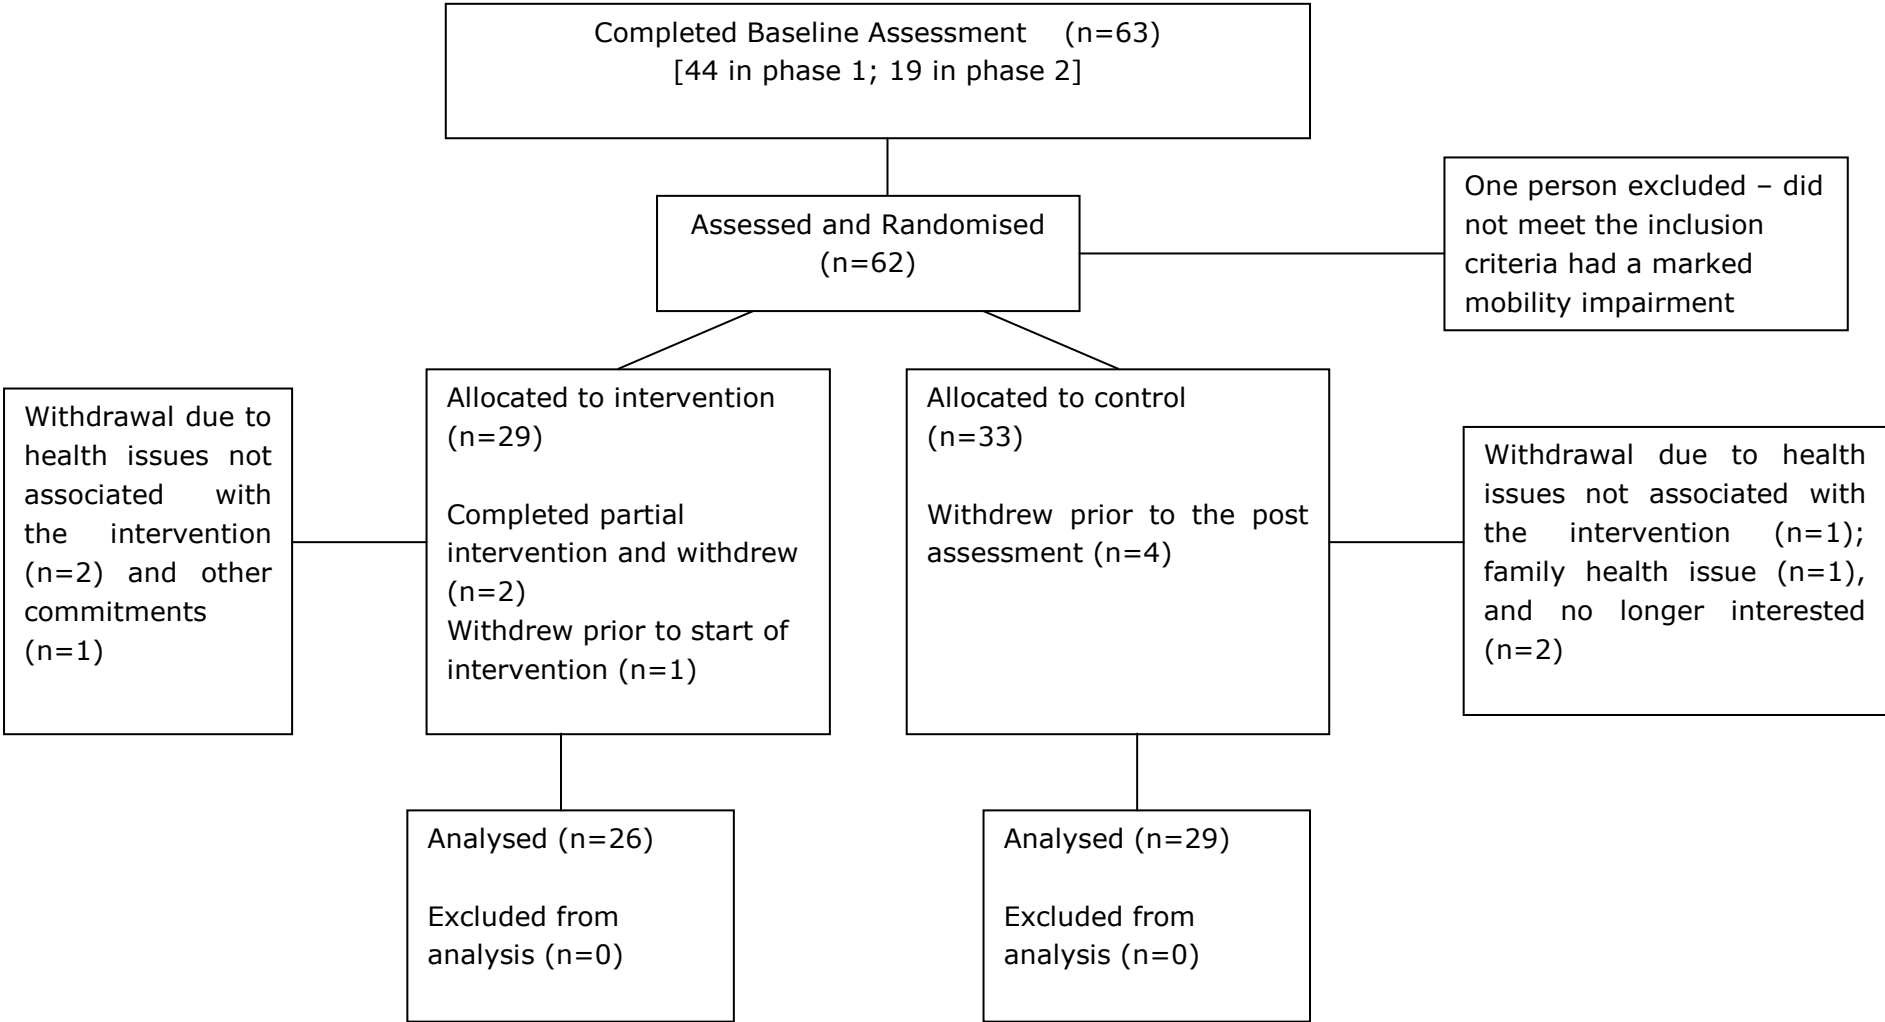 Completed Baseline Assessment (n=63)
[44 in phase 1; 19 in phase 2]
One person excluded – did
not meet the inclusion
criteria had a marked
mobility impairment
Assessed and Randomised
(n=62)
Withdrawal due to
health issues not
associated with
the intervention
(n=2) and other
commitments
(n=1)
Allocated to intervention
(n=29)
Completed partial
intervention and withdrew
(n=2)
Withdrew prior to start of
intervention (n=1)
Allocated to control
(n=33)
Withdrew prior to the post
assessment (n=4)
Withdrawal due to health
issues not associated with
the intervention (n=1);
family health issue (n=1),
and no longer interested
(n=2)
Analysed (n=26)
Excluded from
analysis (n=0)
Analysed (n=29)
Excluded from
analysis (n=0)